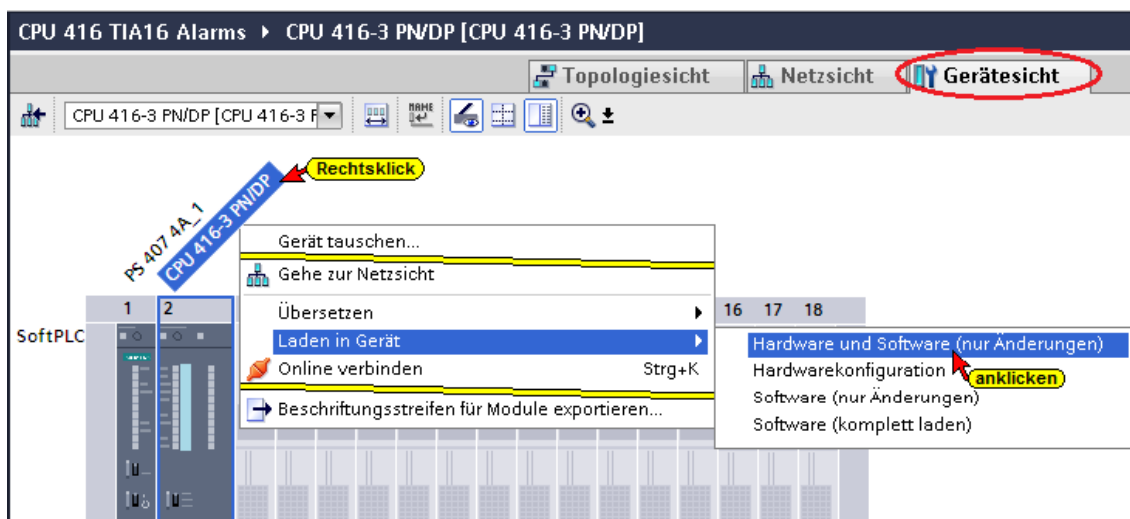 CPU 416 TIA16 Alarms ▸ CPU 416-3 PN/DP [CPU 416-3 PN/DP]
Topologiesicht Netzsicht Gerätesicht
CPU 416-3 PN/DP [CPU 416-3 P
Rechtsklick
PS 407 4A_1
CPU 416-3 PN/DP
Gerät tauschen...
Gehe zur Netzsicht
1 2 16 17 18
Übersetzen
SoftPLC
Laden in Gerät
Hardware und Software (nur Änderungen)
Online verbinden Strg+K
Hardwarekonfiguration
anklicken
Software (nur Änderungen)
Beschriftungsstreifen für Module exportieren...
Software (komplett laden)